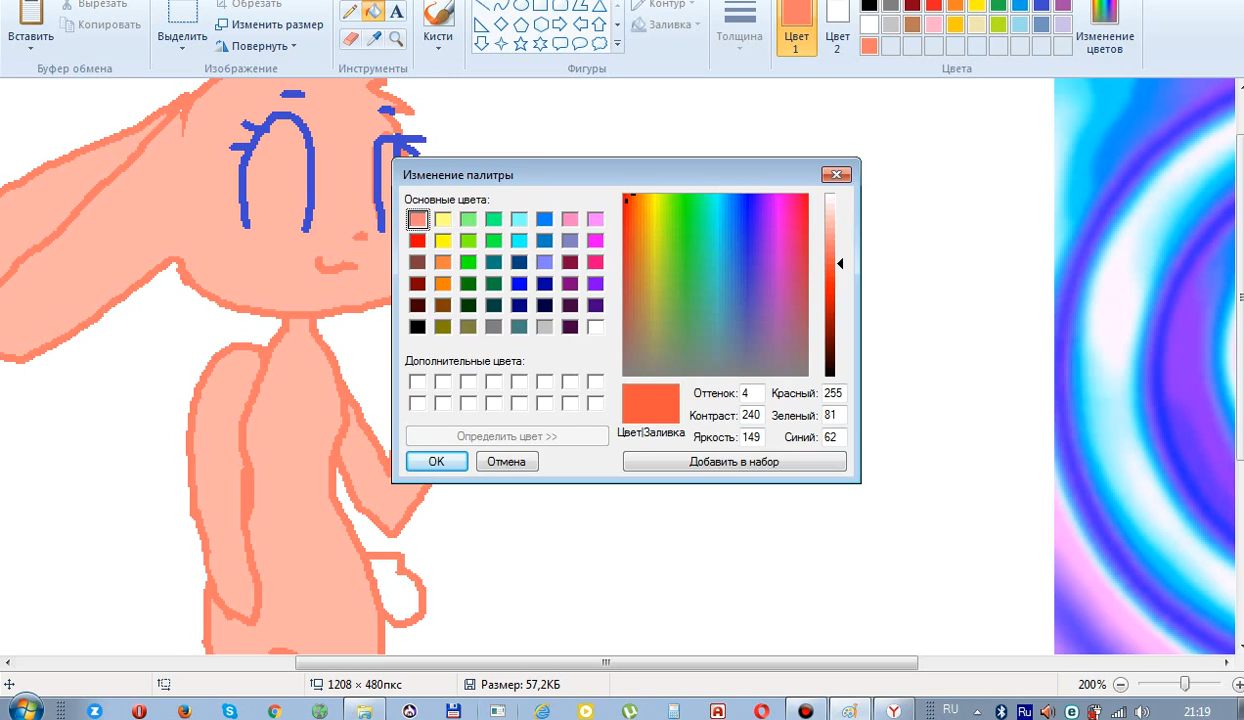 Вырезать
Обрезать
Контур
Вставить
Копировать
Выделить
Изменить размер
Повернуть
A
Кисти
Заливка
Толщина
Цвет 1
Цвет 2
Изменение цветов
Буфер обмена
Изображение
Инструменты
Фигуры
Цвета
Изменение палитры
Основные цвета:
Дополнительные цвета:
Оттенок: 4
Красный: 255
Контраст: 240
Зеленый: 81
Цвет|Заливка
Яркость: 149
Синий: 62
Определить цвет >>
OK
Отмена
Добавить в набор
1208 × 480пкс
Размер: 57,2КБ
200%
RU
Ru
21:19